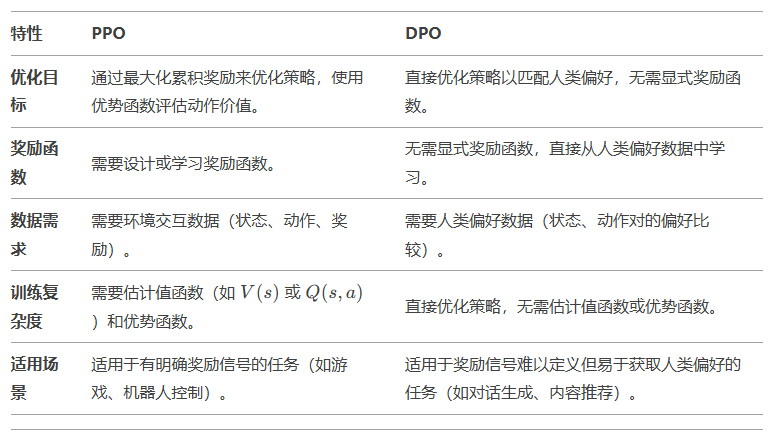 特性 PPO DPO
优化目 通过最大化累积奖励来优化策略，使用 直接优化策略以匹配人类偏好，无需显式奖励函
标 优势函数评估动作价值。 数。
奖励函 需要设计或学习奖励函数。 无需显式奖励函数，直接从人类偏好数据中学
数 习。
数据需 需要环境交互数据（状态、动作、奖 需要人类偏好数据（状态、动作对的偏好比
求 励）。 较）。
训练复 需要估计值函数（如 V(s) 或 Q(s,a) 直接优化策略，无需估计值函数或优势函数。
杂度 ）和优势函数。
适用场 适用于有明确奖励信号的任务（如游 适用于奖励信号难以定义但易于获取人类偏好的
景 戏、机器人控制）。 任务（如对话生成、内容推荐）。